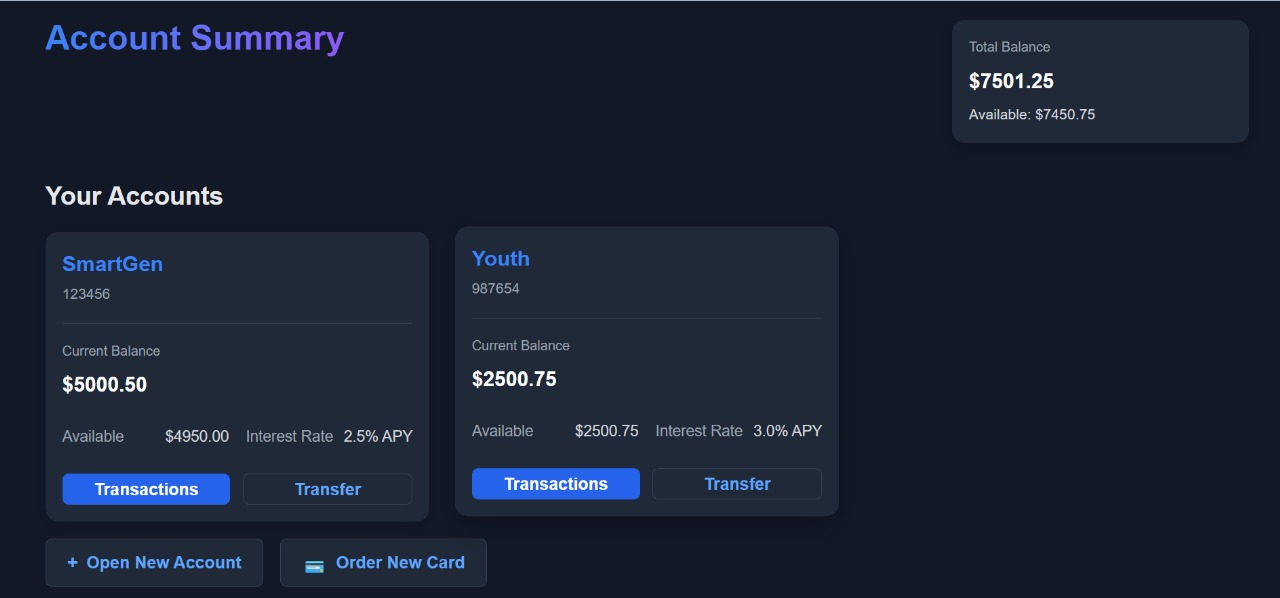 Account Summary
Total Balance
$7501.25
Available: $7450.75
Your Accounts
SmartGen
123456
Current Balance
$5000.50
Available $4950.00 Interest Rate 2.5% APY
Transactions Transfer
Youth
987654
Current Balance
$2500.75
Available $2500.75 Interest Rate 3.0% APY
Transactions Transfer
+ Open New Account
Order New Card